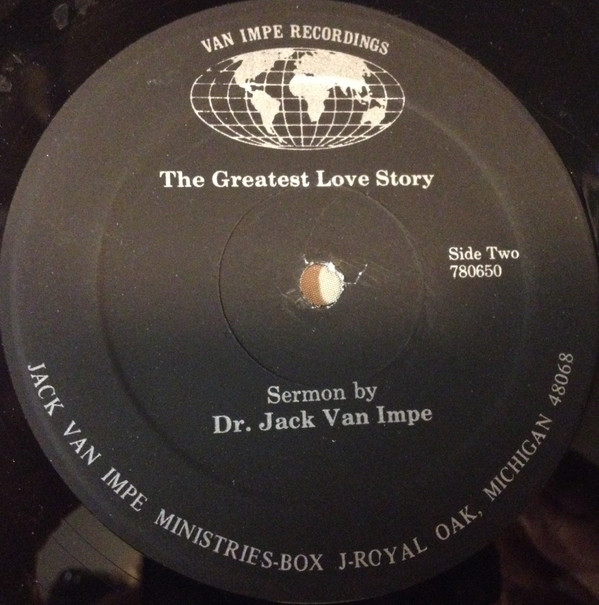 VAN IMPE RECORDINGS
The Greatest Love Story
Side Two
780650
Sermon by
Dr. Jack Van Impe
JACK VAN IMPE MINISTRIES-BOX J-ROYAL OAK, MICHIGAN 48068